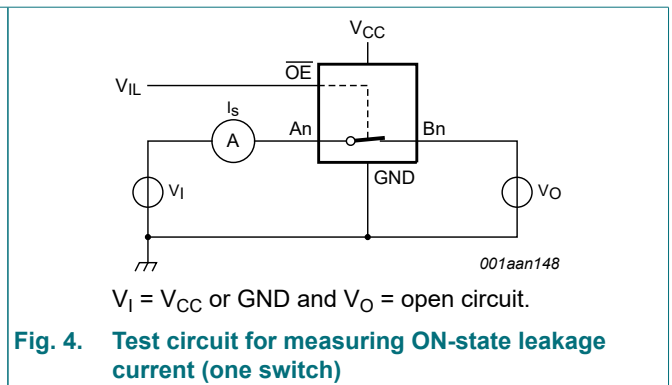 VCC
OE
VIL
Is
A
An
Bn
GND
VI
VO
001aan148
VI = VCC or GND and VO = open circuit.
Fig. 4. Test circuit for measuring ON-state leakage
current (one switch)